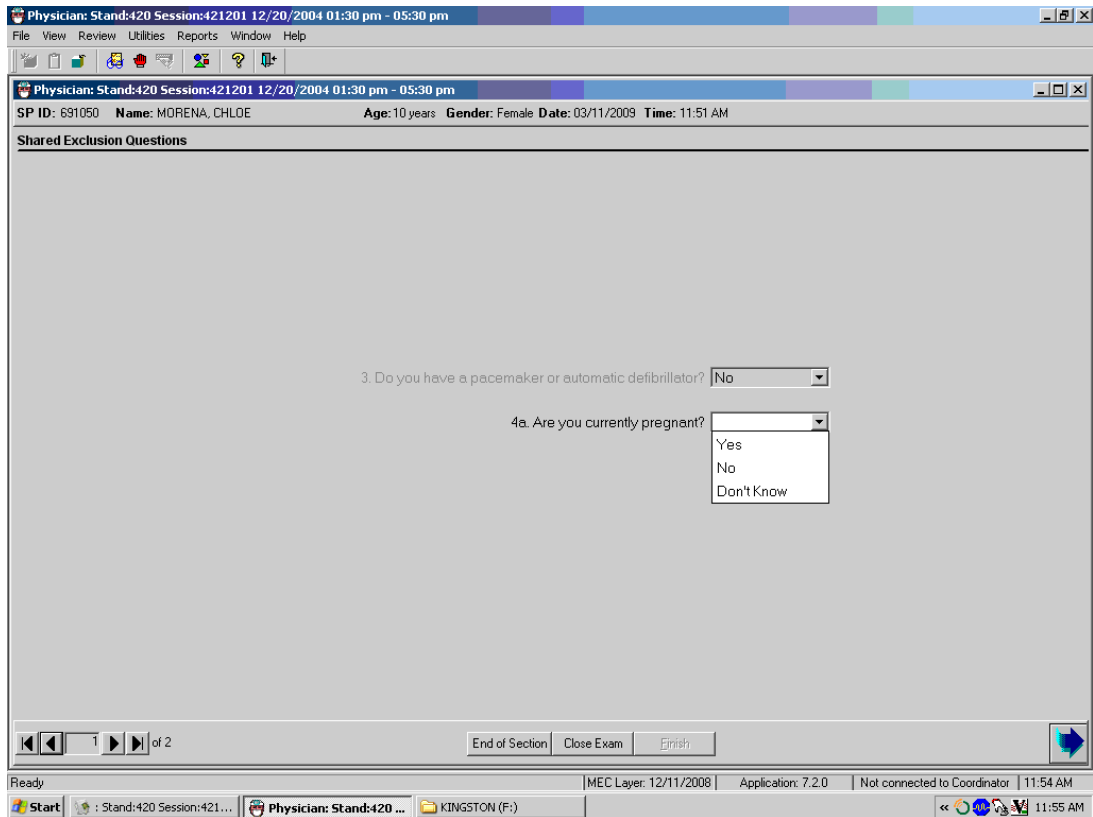 Physician: Stand:420 Session:421201 12/20/2004 01:30 pm - 05:30 pm
File View Review Utilities Reports Window Help
Physician: Stand:420 Session:421201 12/20/2004 01:30 pm - 05:30 pm
SP ID: 691050 Name: MORENA, CHLOE Age: 10 years Gender: Female Date: 03/11/2009 Time: 11:51 AM
Shared Exclusion Questions
3. Do you have a pacemaker or automatic defibrillator? No
4a. Are you currently pregnant?
Yes
No
Don't Know
1 of 2 End of Section Close Exam Finish
Ready MEC Layer: 12/11/2008 Application: 7.2.0 Not connected to Coordinator 11:54 AM
Start : Stand:420 Session:421... Physician: Stand:420 ... KINGSTON (F:) « 11:55 AM